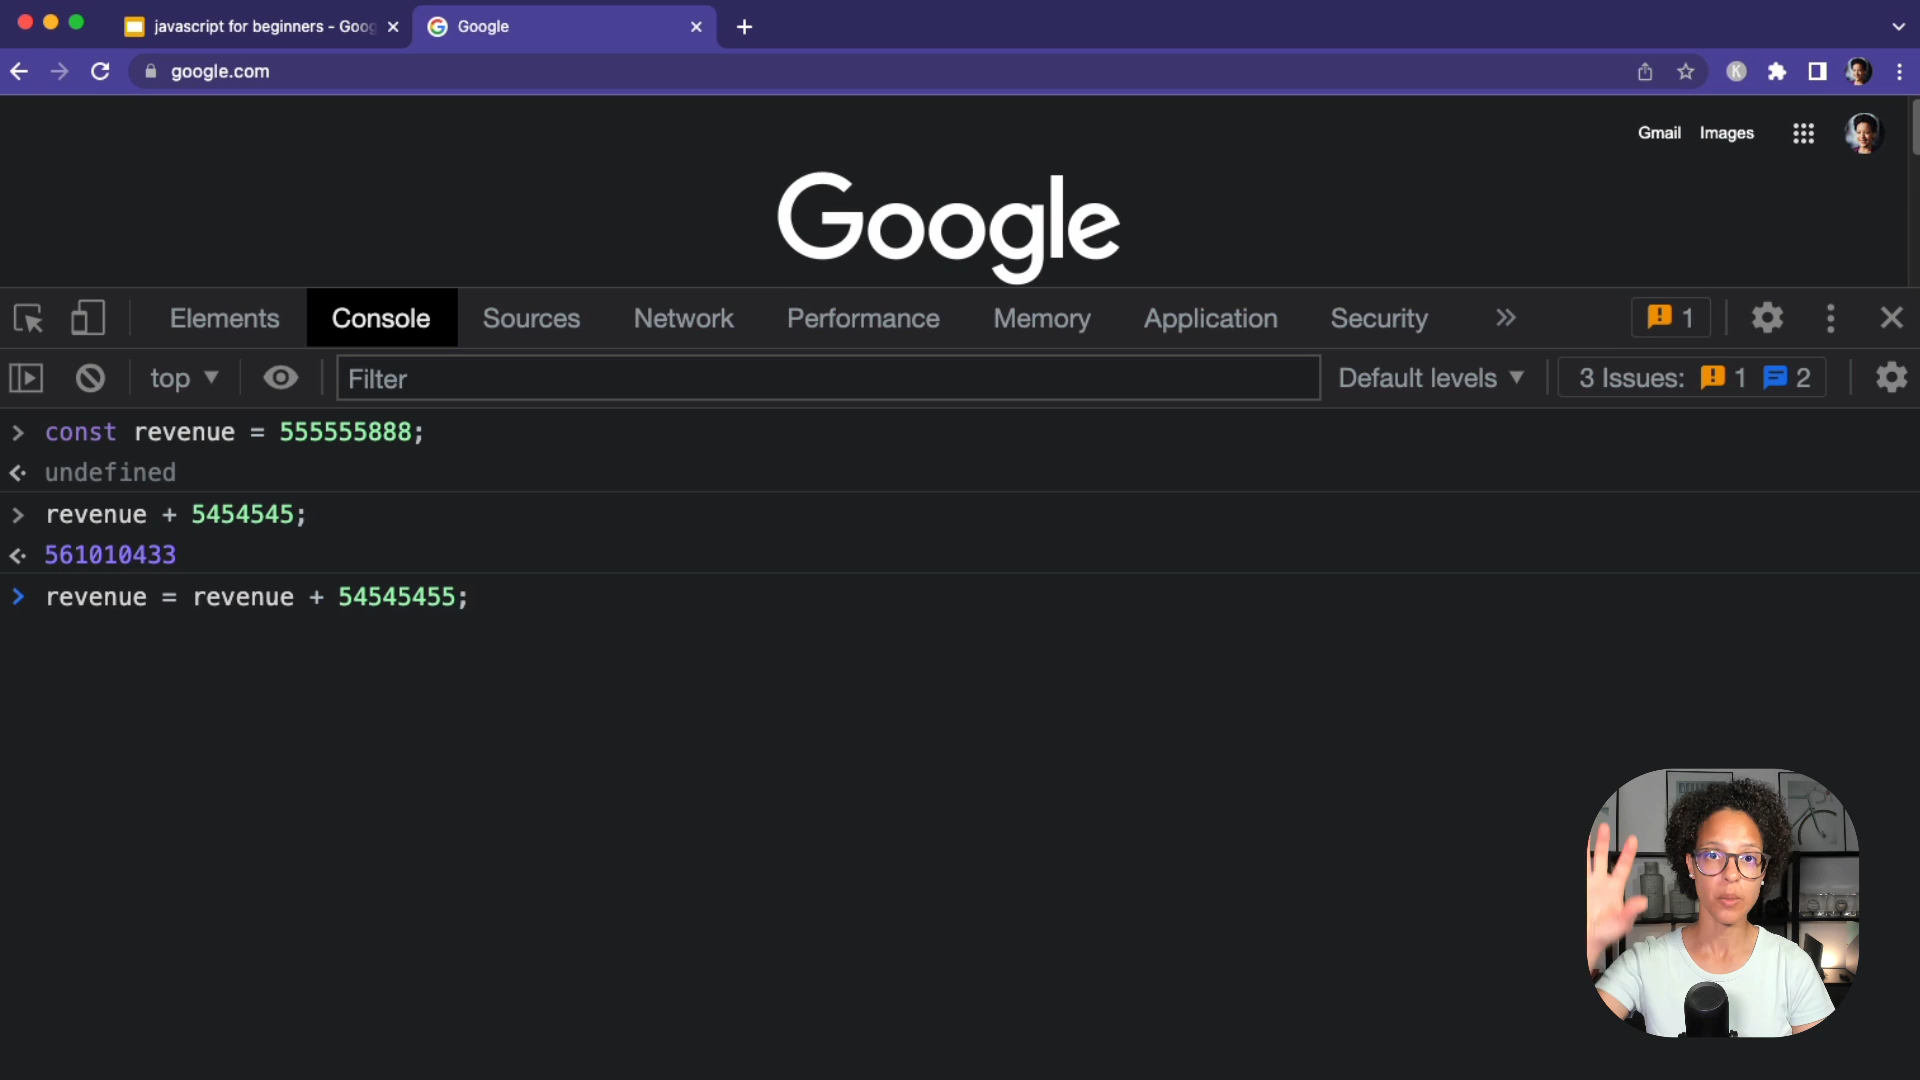 javascript for beginners - Goog
Google
google.com
K
Gmail Images
Google
Elements Console Sources Network Performance Memory Application Security 1
top Filter Default levels 3 Issues: 1 2
> const revenue = 555555888;
undefined
> revenue + 5454545;
561010433
> revenue = revenue + 54545455;